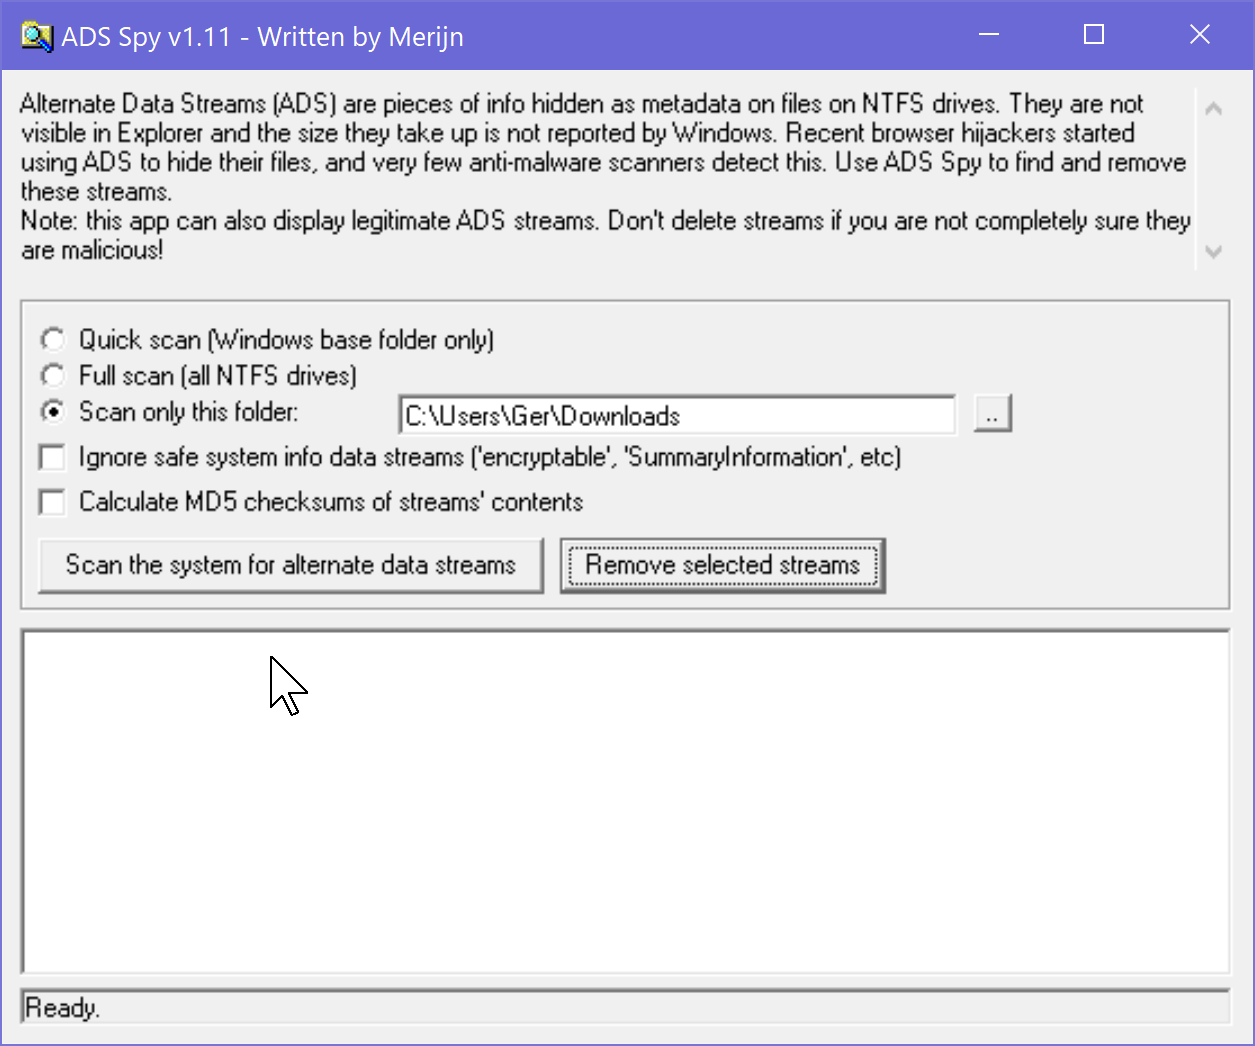 ADS Spy v1.11 - Written by Merijn
Alternate Data Streams (ADS) are pieces of info hidden as metadata on files on NTFS drives. They are not
visible in Explorer and the size they take up is not reported by Windows. Recent browser hijackers started
using ADS to hide their files, and very few anti-malware scanners detect this. Use ADS Spy to find and remove
these streams.
Note: this app can also display legitimate ADS streams. Don't delete streams if you are not completely sure they
are malicious!
Quick scan (Windows base folder only)
Full scan (all NTFS drives)
Scan only this folder: C:\Users\Ger\Downloads ..
Ignore safe system info data streams ('encryptable', 'SummaryInformation', etc)
Calculate MD5 checksums of streams' contents
Scan the system for alternate data streams Remove selected streams
Ready.